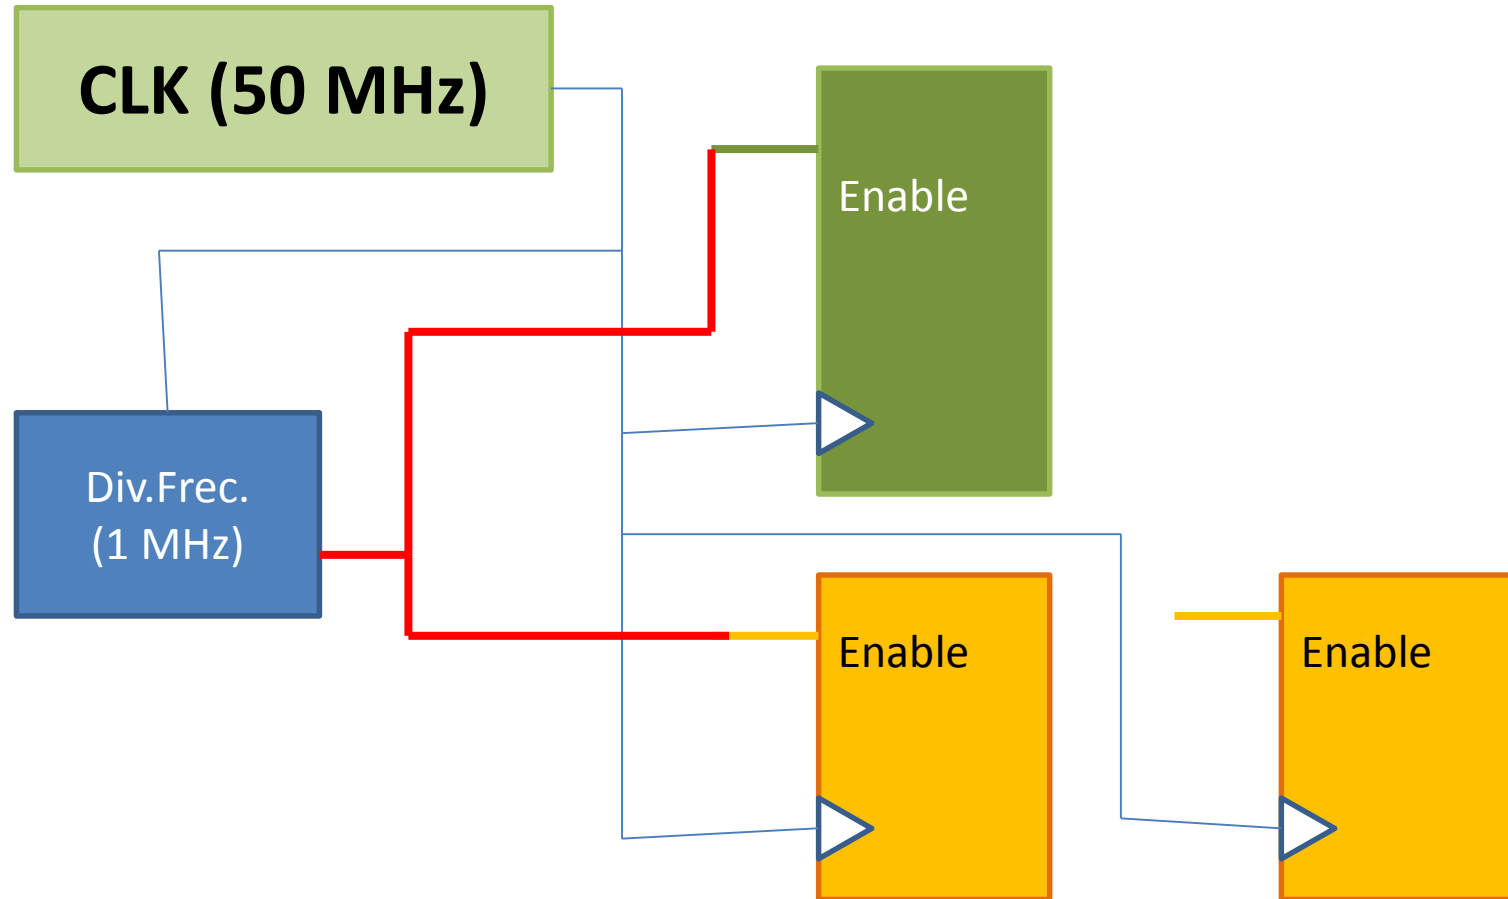 CLK (50 MHz)
Enable
Div.Frec.
(1 MHz)
Enable
Enable